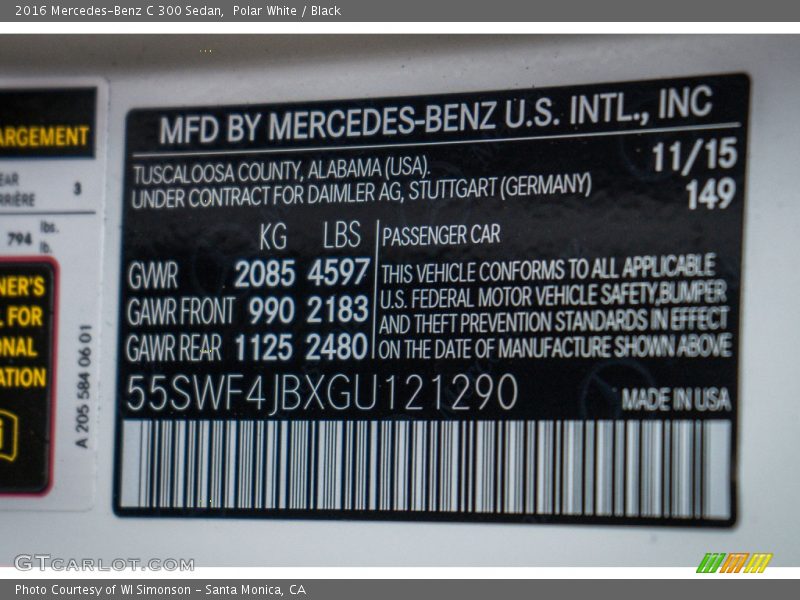 2016 Mercedes-Benz C 300 Sedan, Polar White / Black
ARGEMENT
3
794 lbs.
lb.
NER'S
L FOR
ONAL
ATION
A 205 584 06 01
MFD BY MERCEDES-BENZ U.S. INTL., INC
TUSCALOOSA COUNTY, ALABAMA (USA).
11/15
UNDER CONTRACT FOR DAIMLER AG, STUTTGART (GERMANY)
149
KG LBS
PASSENGER CAR
GWR 2085 4597
GAWR FRONT 990 2183
GAWR REAR 1125 2480
THIS VEHICLE CONFORMS TO ALL APPLICABLE
U.S. FEDERAL MOTOR VEHICLE SAFETY,BUMPER
AND THEFT PREVENTION STANDARDS IN EFFECT
ON THE DATE OF MANUFACTURE SHOWN ABOVE
55SWF4JBXGU121290
MADE IN USA
GTCARLOT.COM
Photo Courtesy of WI Simonson - Santa Monica, CA